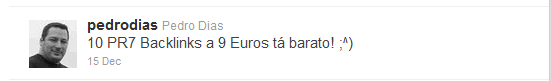 pedrodias Pedro Dias
10 PR7 Backlinks a 9 Euros tá barato! ;^)
15 Dec